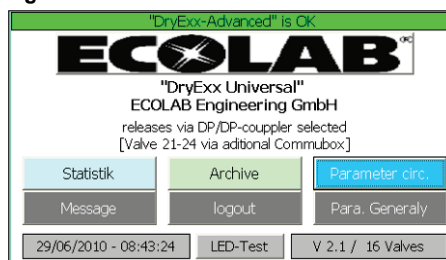 "DryExx-Advanced" is OK
ECOLAB®
"DryExx Universal"
ECOLAB Engineering GmbH
releases via DP/DP-couppler selected
[Valve 21-24 via aditional Commubox]
Statistik Archive Parameter circ.
Message logout Para. Generaly
29/06/2010 - 08:43:24 LED-Test V 2.1 / 16 Valves